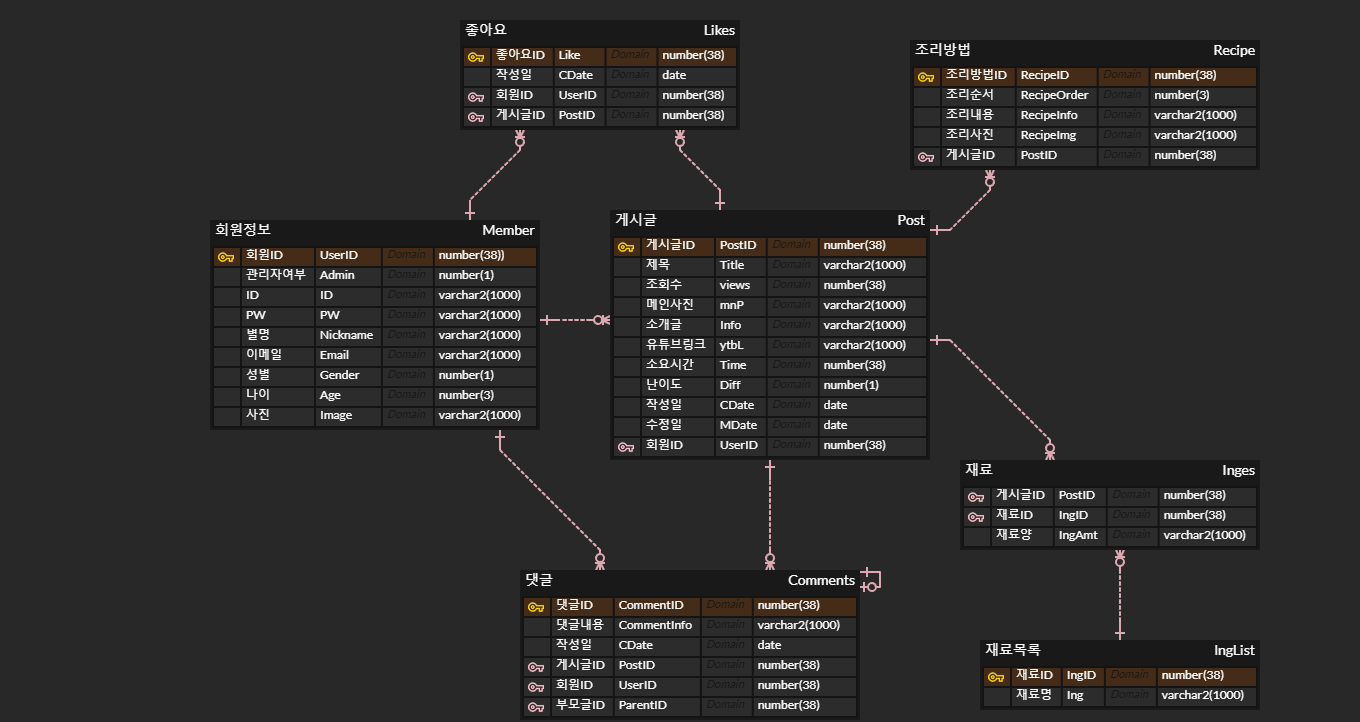 좋아요 Likes
좋아요ID Like Domain number(38)
작성일 CDate Domain date
회원ID UserID Domain number(38)
게시글ID PostID Domain number(38)
조리방법 Recipe
조리방법ID RecipeID Domain number(38)
조리순서 RecipeOrder Domain number(3)
조리내용 RecipeInfo Domain varchar2(1000)
조리사진 RecipeImg Domain varchar2(1000)
게시글ID PostID Domain number(38)
회원정보 Member
회원ID UserID Domain number(38))
관리자여부 Admin Domain number(1)
ID ID Domain varchar2(1000)
PW PW Domain varchar2(1000)
별명 Nickname Domain varchar2(1000)
이메일 Email Domain varchar2(1000)
성별 Gender Domain number(1)
나이 Age Domain number(3)
사진 Image Domain varchar2(1000)
게시글 Post
게시글ID PostID Domain number(38)
제목 Title Domain varchar2(1000)
조회수 views Domain number(38)
메인사진 mnP Domain varchar2(1000)
소개글 Info Domain varchar2(1000)
유튜브링크 ytbL Domain varchar2(1000)
소요시간 Time Domain number(38)
난이도 Diff Domain number(1)
작성일 CDate Domain date
수정일 MDate Domain date
회원ID UserID Domain number(38)
재료 Inges
게시글ID PostID Domain number(38)
재료ID IngID Domain number(38)
재료양 IngAmt Domain varchar2(1000)
댓글 Comments
댓글ID CommentID Domain number(38)
댓글내용 CommentInfo Domain varchar2(1000)
작성일 CDate Domain date
게시글ID PostID Domain number(38)
회원ID UserID Domain number(38)
부모글ID ParentID Domain number(38)
재료목록 IngList
재료ID IngID Domain number(38)
재료명 Ing Domain varchar2(1000)